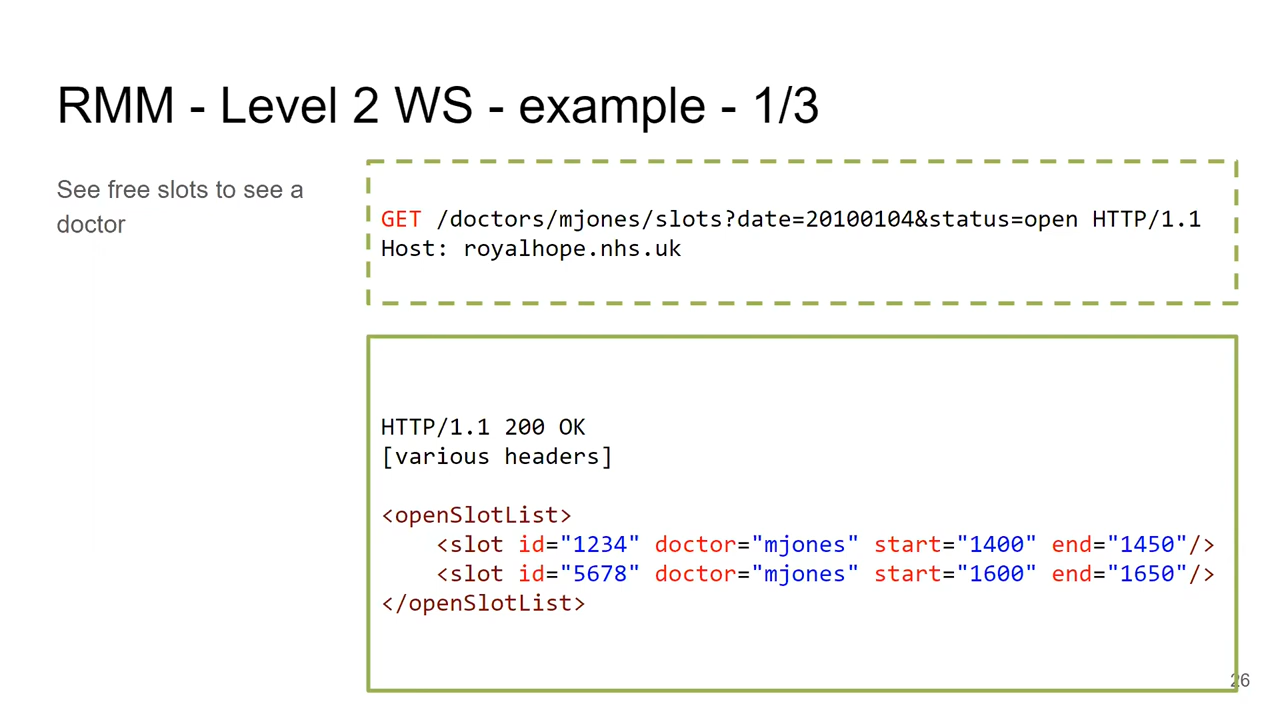 RMM - Level 2 WS - example - 1/3
See free slots to see a
doctor
GET /doctors/mjones/slots?date=20100104&status=open HTTP/1.1
Host: royalhope.nhs.uk
HTTP/1.1 200 OK
[various headers]
<openSlotList>
    <slot id="1234" doctor="mjones" start="1400" end="1450"/>
    <slot id="5678" doctor="mjones" start="1600" end="1650"/>
</openSlotList>
26